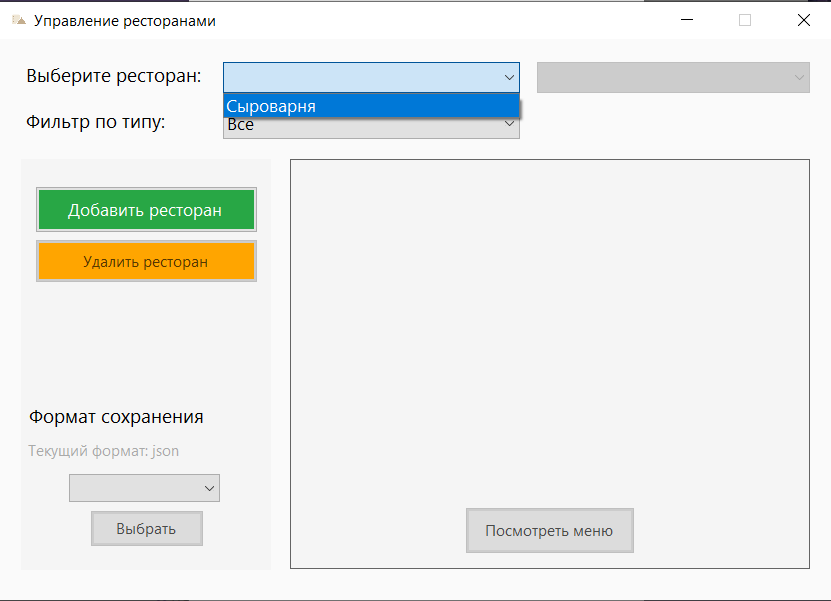 Управление ресторанами
Выберите ресторан:
Сыроварня
Фильтр по типу:
Все
Добавить ресторан
Удалить ресторан
Формат сохранения
Текущий формат: json
Выбрать
Посмотреть меню